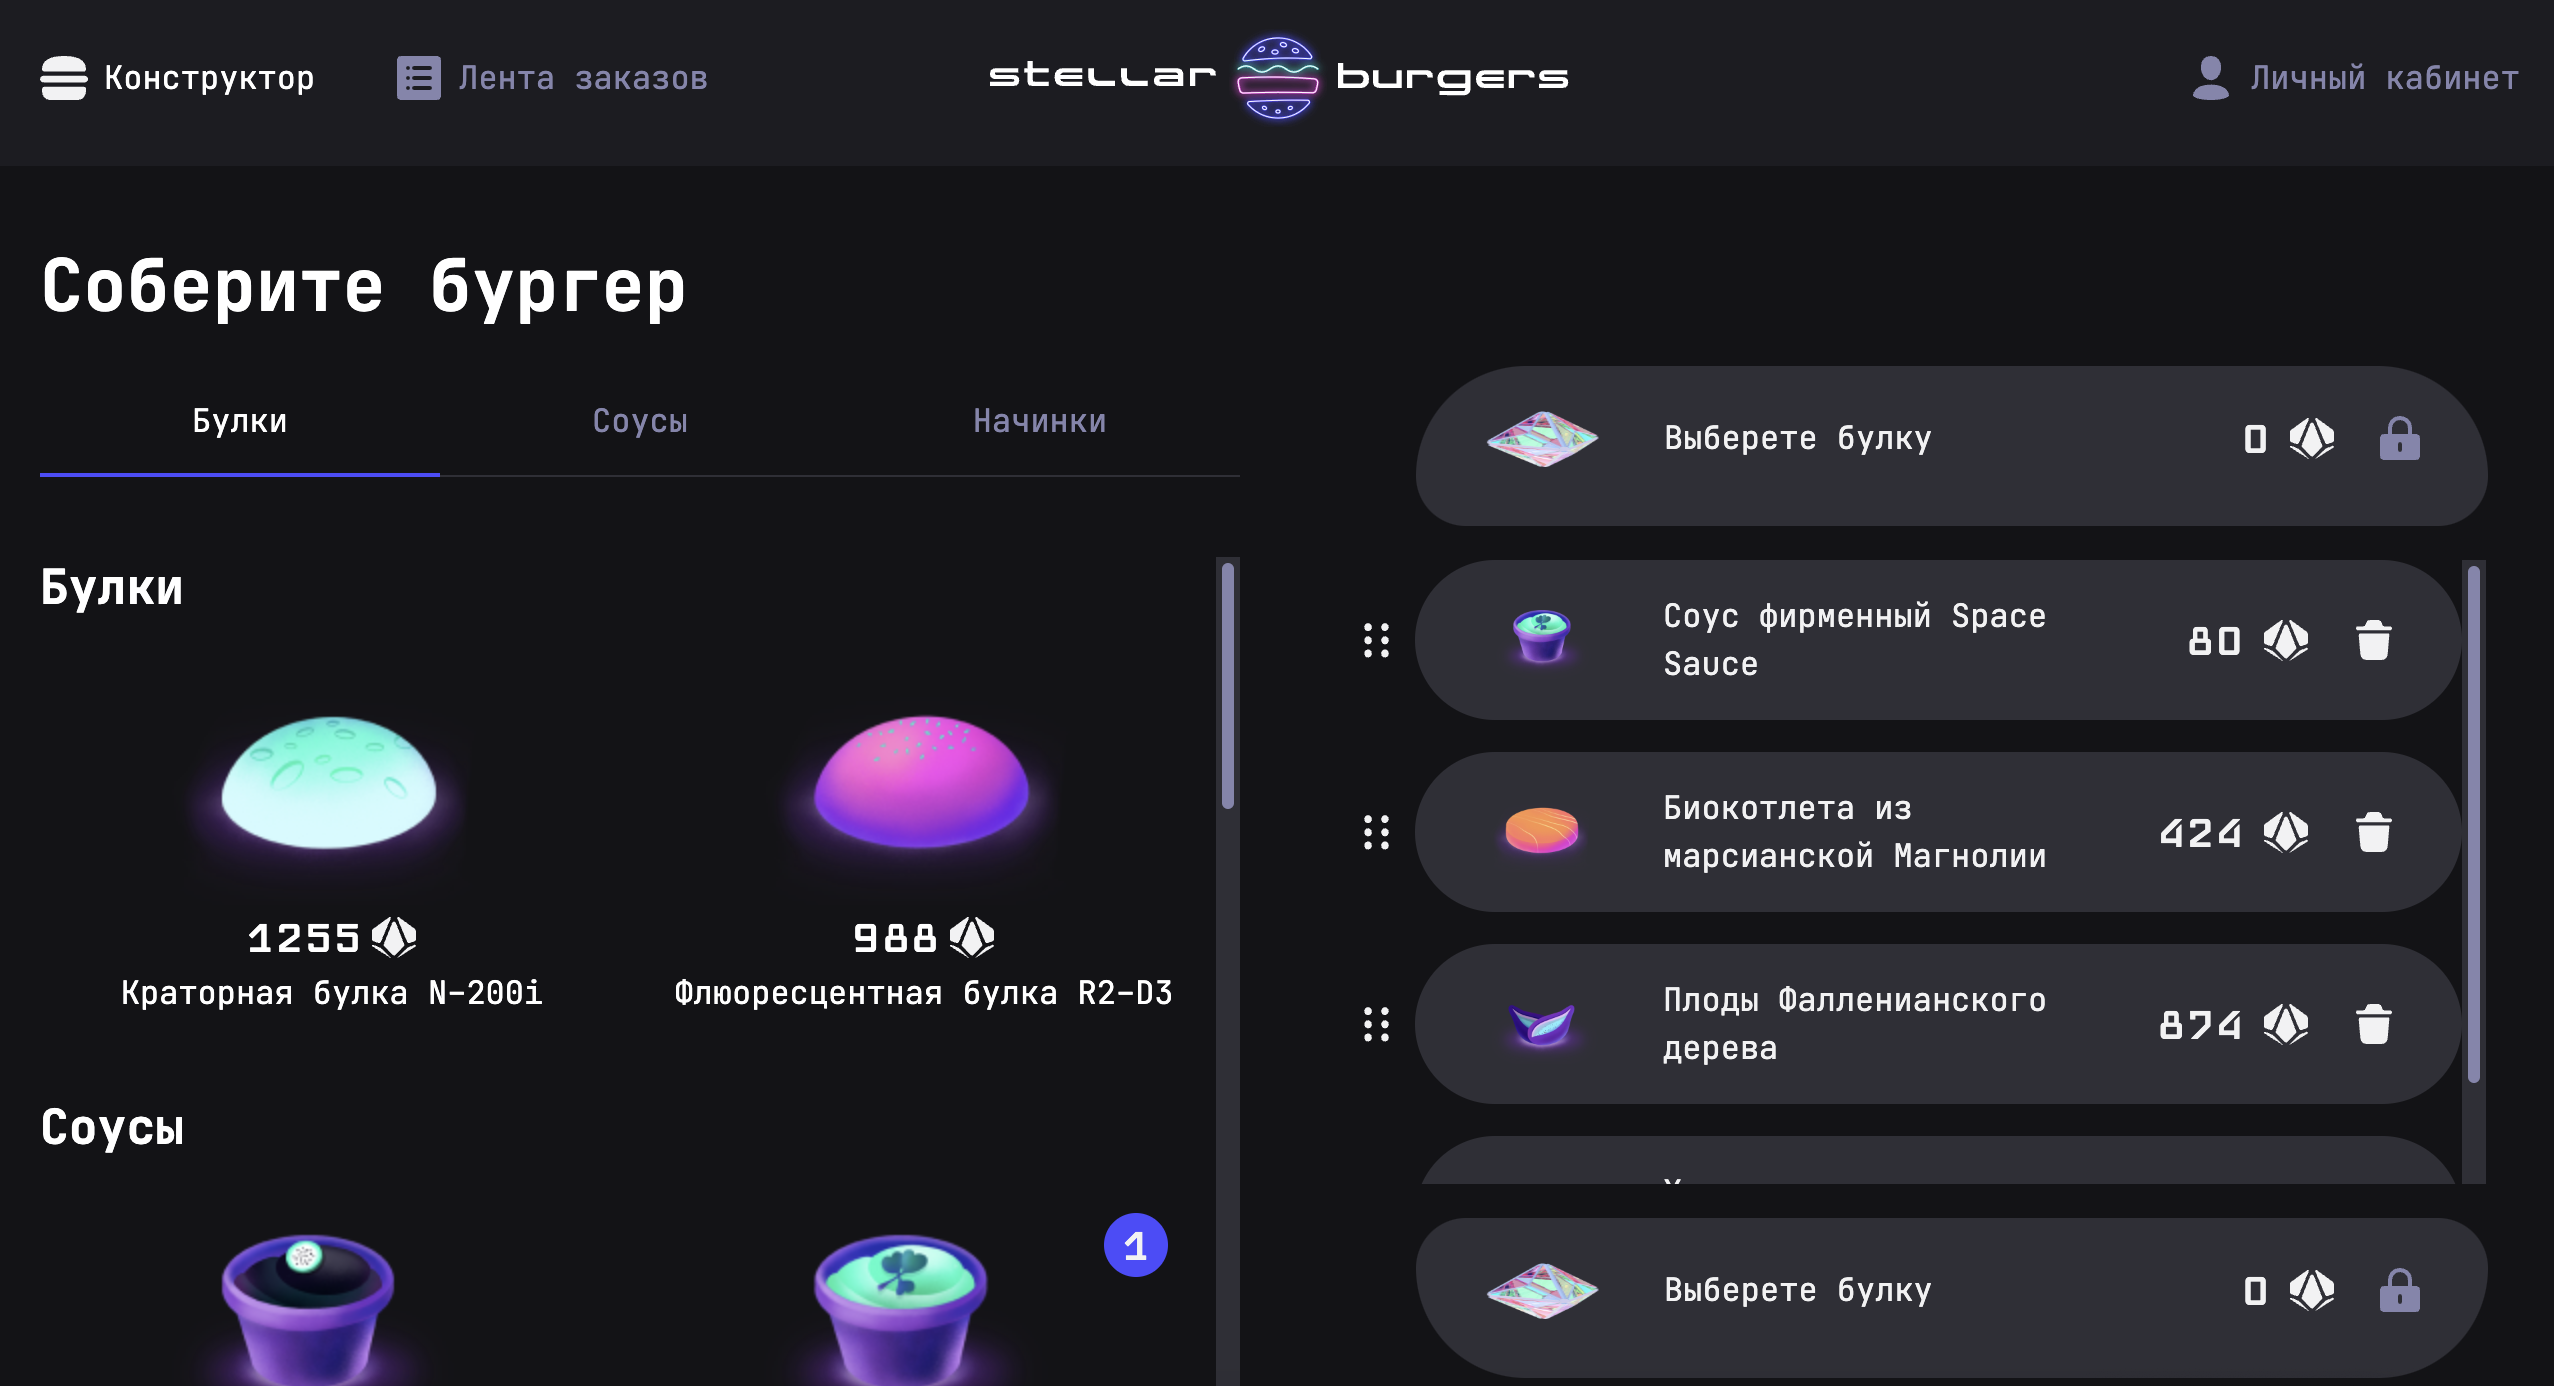 Конструктор
Лента заказов
stellar burgers
Личный кабинет
Соберите бургер
Булки
Соусы
Начинки
Булки
1255
Краторная булка N-200i
988
Флюоресцентная булка R2-D3
Соусы
1
Выберете булку
0
Соус фирменный Space
Sauce
80
Биокотлета из
марсианской Магнолии
424
Плоды Фалленианского
дерева
874
Выберете булку
0